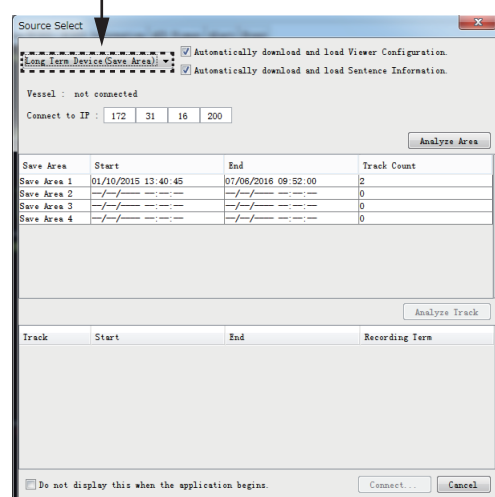 Source Select
Long Term Device(Save Area)
Automatically download and load Viewer Configuration.
Automatically download and load Sentence Information.
Vessel : not connected
Connect to IP : 172 31 16 200
Analyze Area
Save Area Start End Track Count
Save Area 1 01/10/2015 13:40:45 07/06/2016 09:52:00 2
Save Area 2 --/--/---- --:--:-- --/--/---- --:--:-- 0
Save Area 3 --/--/---- --:--:-- --/--/---- --:--:-- 0
Save Area 4 --/--/---- --:--:-- --/--/---- --:--:-- 0
Analyze Track
Track Start End Recording Term
Do not display this when the application begins.
Connect... Cancel